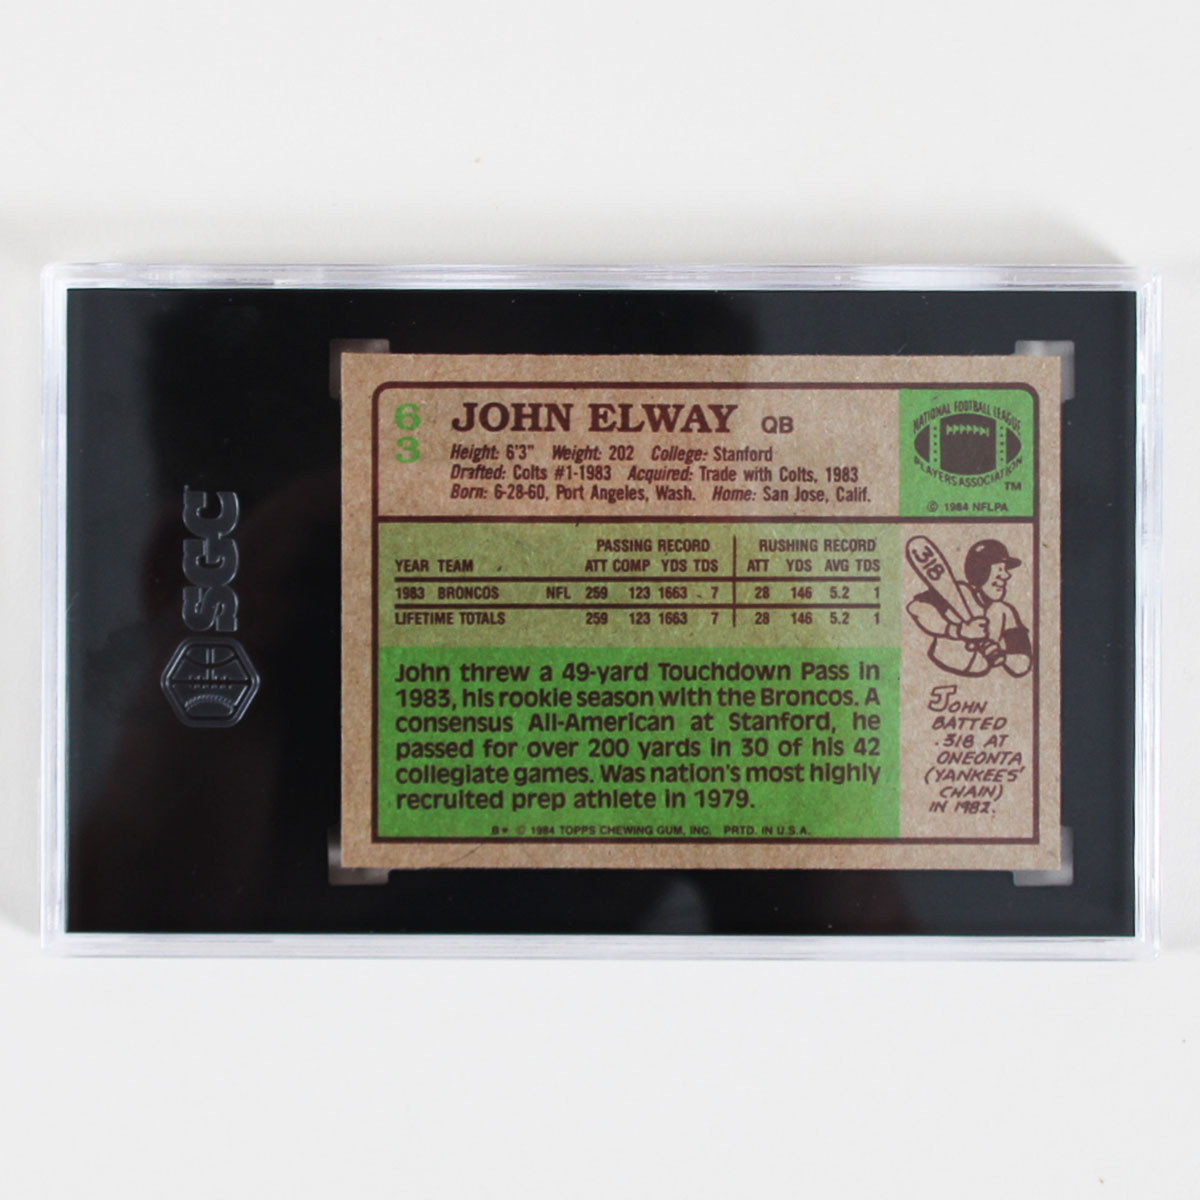 SGC
63
JOHN ELWAY QB
Height: 6'3" Weight: 202 College: Stanford
Drafted: Colts #1-1983 Acquired: Trade with Colts, 1983
Born: 6-28-60, Port Angeles, Wash. Home: San Jose, Calif.
NATIONAL FOOTBALL LEAGUE
PLAYERS ASSOCIATION
TM
© 1984 NFLPA
PASSING RECORD RUSHING RECORD
YEAR TEAM ATT COMP YDS TDS ATT YDS AVG TDS
1983 BRONCOS NFL 259 123 1663 7 28 146 5.2 1
LIFETIME TOTALS 259 123 1663 7 28 146 5.2 1
John threw a 49-yard Touchdown Pass in
1983, his rookie season with the Broncos. A
consensus All-American at Stanford, he
passed for over 200 yards in 30 of his 42
collegiate games. Was nation's most highly
recruited prep athlete in 1979.
318
JOHN
BATTED
.318 AT
ONEONTA
(YANKEES'
CHAIN)
IN 1982.
B* © 1984 TOPPS CHEWING GUM, INC. PRTD. IN U.S.A.